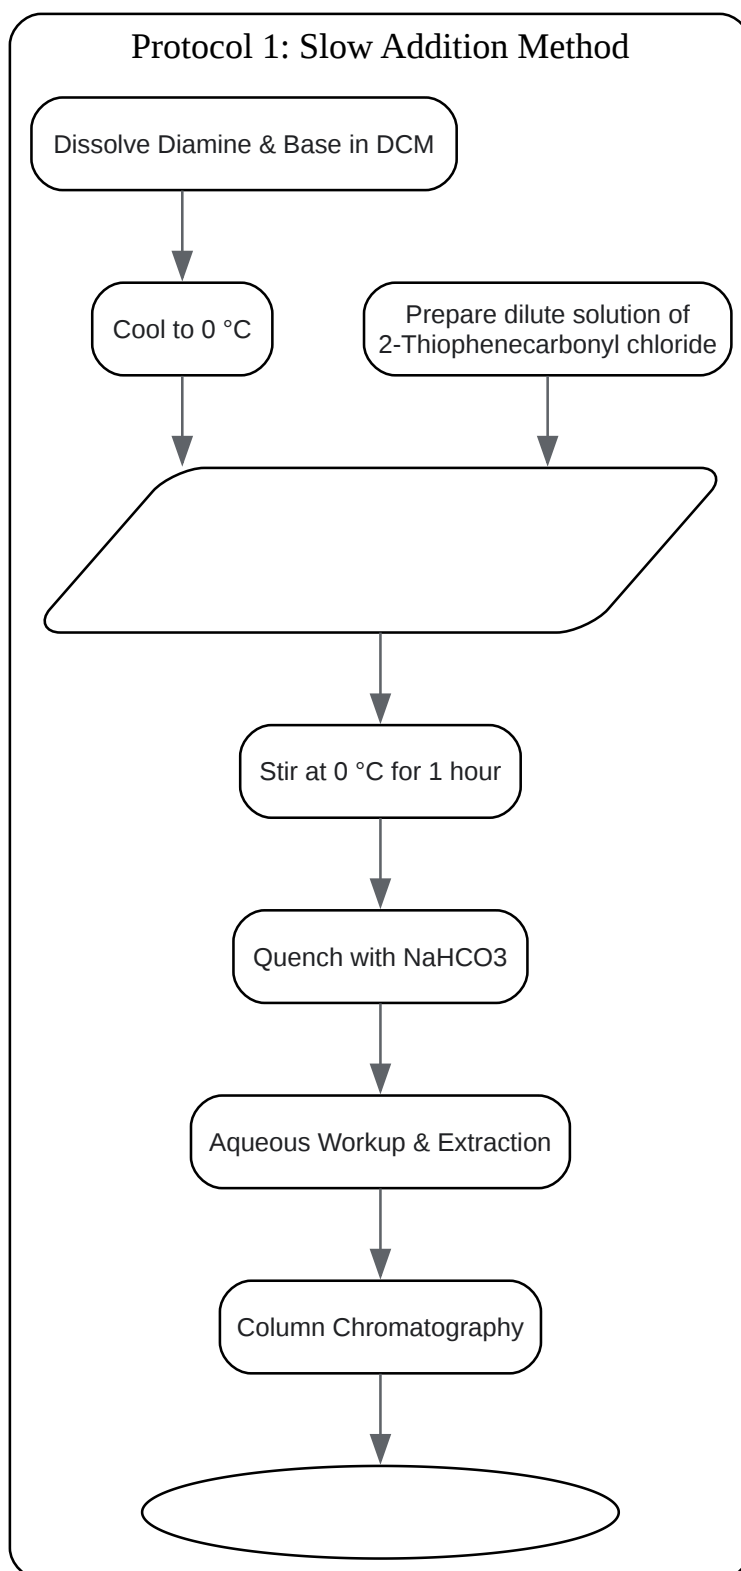 Protocol 1: Slow Addition Method
Dissolve Diamine & Base in DCM
Cool to 0 °C
Prepare dilute solution of
2-Thiophenecarbonyl chloride
Stir at 0 °C for 1 hour
Quench with NaHCO3
Aqueous Workup & Extraction
Column Chromatography